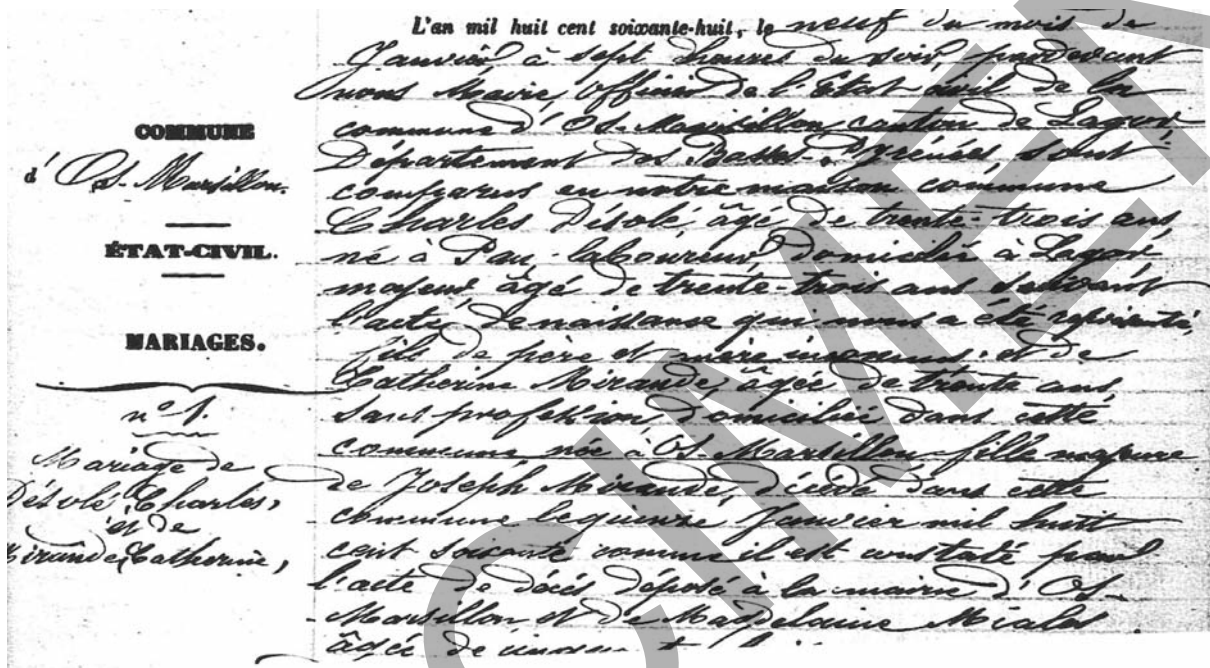 L'an mil huit cent soixante-huit, le neuf du mois de
Janvier à sept heures du soir, pardevant
nous Maire, officier de l'Etat civil de la
commune d'Os-Marsillon, canton de Lagor
Département des Basses-Pyrénées, sont
comparus en notre maison commune
Charles Désolé, âgé de trente-trois ans
né à Pau, laboureur, domicilié à Lagor
majeur âgé de trente-trois ans suivant
l'acte de naissance qui nous a été représenté,
fils de père et mère inconnus. et de
Catherine Mirande, âgée de trente ans
sans profession, domiciliée dans cette
commune née à Os-Marsillon fille majeure
de Joseph Mirande, décédé dans cette
commune le quinze Janvier mil huit
cent soixante comme il est constaté par
l'acte de décès déposé à la mairie d'Os-
Marsillon et de Magdelaine
âgée de
COMMUNE
d'Os-Marsillon.
ÉTAT-CIVIL.
MARIAGES.
n° 1.
Mariage de
Désolé Charles,
et de
Mirande Catherine,
CIMEN